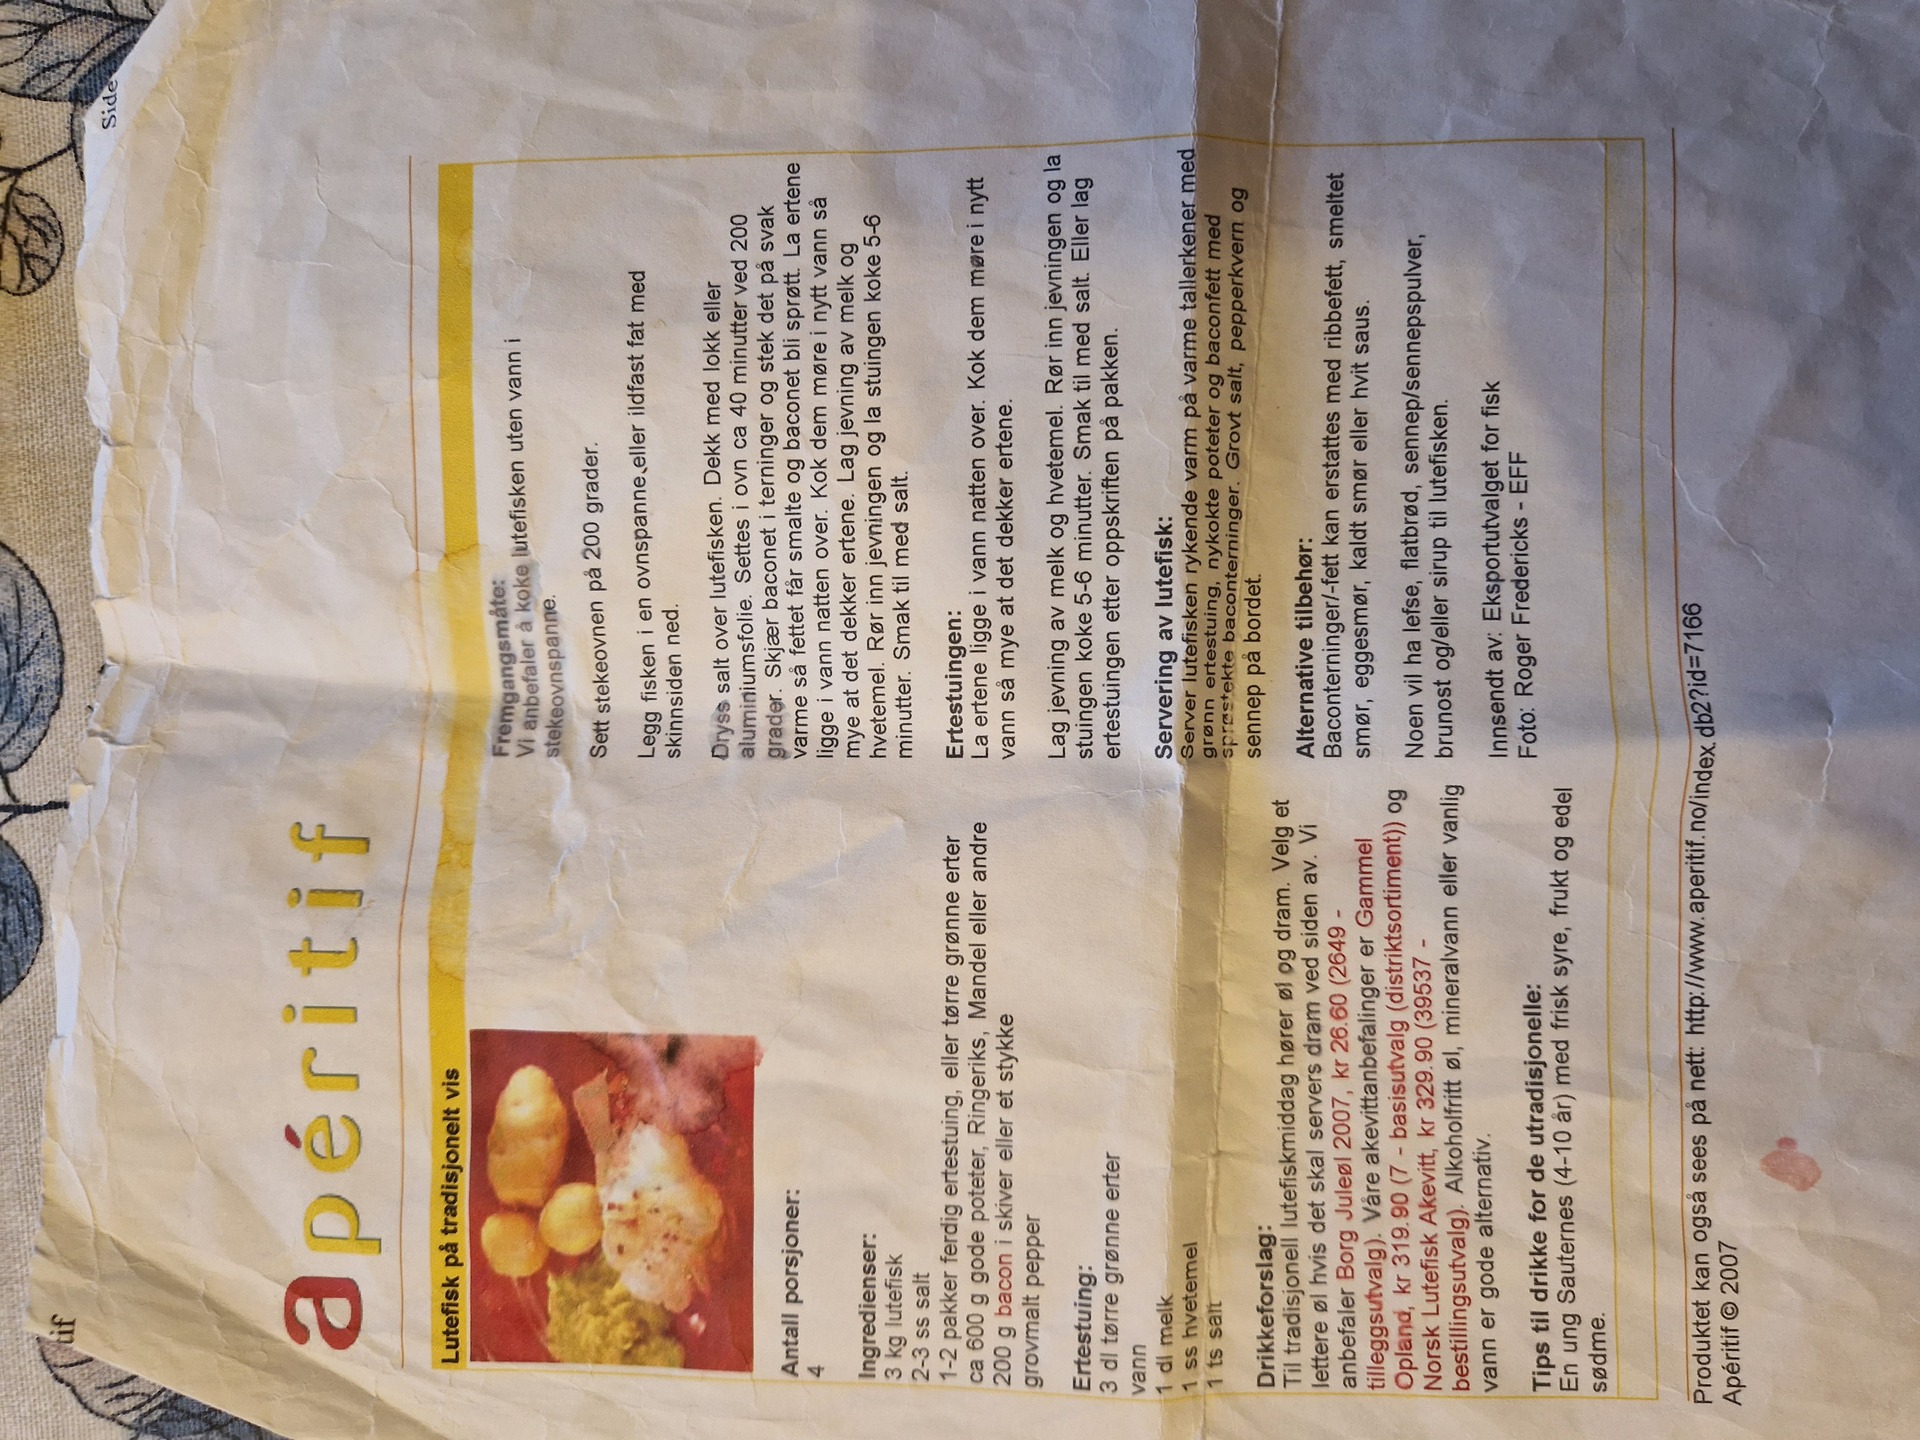 tif
Side
apéritif
Lutefisk på tradisjonelt vis
Antall porsjoner:
4
Ingredienser:
3 kg lutefisk
2-3 ss salt
1-2 pakker ferdig ertestuing, eller tørre grønne erter
ca 600 g gode poteter, Ringeriks, Mandel eller andre
200 g bacon i skiver eller et stykke
grovmalt pepper
Ertestuing:
3 dl tørre grønne erter
vann
1 dl melk
1 ss hvetemel
1 ts salt
Drikkeforslag:
Til tradisjonell lutefiskmiddag hører øl og dram. Velg et
lettere øl hvis det skal servers dram ved siden av. Vi
anbefaler Borg Juleøl 2007, kr 26.60 (2649 -
tilleggsutvalg). Våre akevittanbefalinger er Gammel
Opland, kr 319.90 (7 - basisutvalg (distriktsortiment)) og
Norsk Lutefisk Akevitt, kr 329.90 (39537 -
bestillingsutvalg). Alkoholfritt øl, mineralvann eller vanlig
vann er gode alternativ.
Tips til drikke for de utradisjonelle:
En ung Sauternes (4-10 år) med frisk syre, frukt og edel
sødme.
Fremgangsmåte:
Vi anbefaler å koke lutefisken uten vann i
stekeovnspanne.
Sett stekeovnen på 200 grader.
Legg fisken i en ovnspanne eller ildfast fat med
skinnsiden ned.
Dryss salt over lutefisken. Dekk med lokk eller
aluminiumsfolie. Settes i ovn ca 40 minutter ved 200
grader. Skjær baconet i terninger og stek det på svak
varme så fettet får smalte og baconet bli sprøtt. La ertene
ligge i vann natten over. Kok dem møre i nytt vann så
mye at det dekker ertene. Lag jevning av melk og
hvetemel. Rør inn jevningen og la stuingen koke 5-6
minutter. Smak til med salt.
Ertestuingen:
La ertene ligge i vann natten over. Kok dem møre i nytt
vann så mye at det dekker ertene.
Lag jevning av melk og hvetemel. Rør inn jevningen og la
stuingen koke 5-6 minutter. Smak til med salt. Eller lag
ertestuingen etter oppskriften på pakken.
Servering av lutefisk:
Server lutefisken rykende varm på varme tallerkener med
grønn ertestuing, nykokte poteter og baconfett med
sprøstekte baconterninger. Grovt salt, pepperkvern og
sennep på bordet.
Alternative tilbehør:
Baconterninger/-fett kan erstattes med ribbefett, smeltet
smør, eggesmør, kaldt smør eller hvit saus.
Noen vil ha lefse, flatbrød, sennep/sennepspulver,
brunost og/eller sirup til lutefisken.
Innsendt av: Eksportutvalget for fisk
Foto: Roger Fredericks - EFF
Produktet kan også sees på nett: http://www.aperitif.no/index.db2?id=7166
Apéritif © 2007